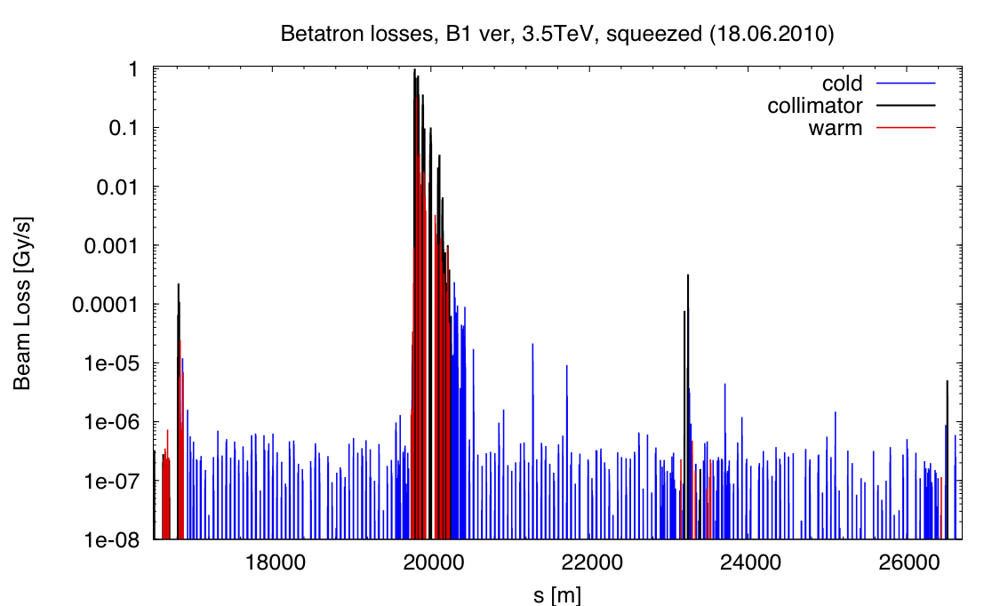 Betatron losses, B1 ver, 3.5TeV, squeezed (18.06.2010)
cold
collimator
warm
1
0.1
0.01
0.001
0.0001
1e-05
1e-06
1e-07
1e-08
Beam Loss [Gy/s]
18000 20000 22000 24000 26000
s [m]